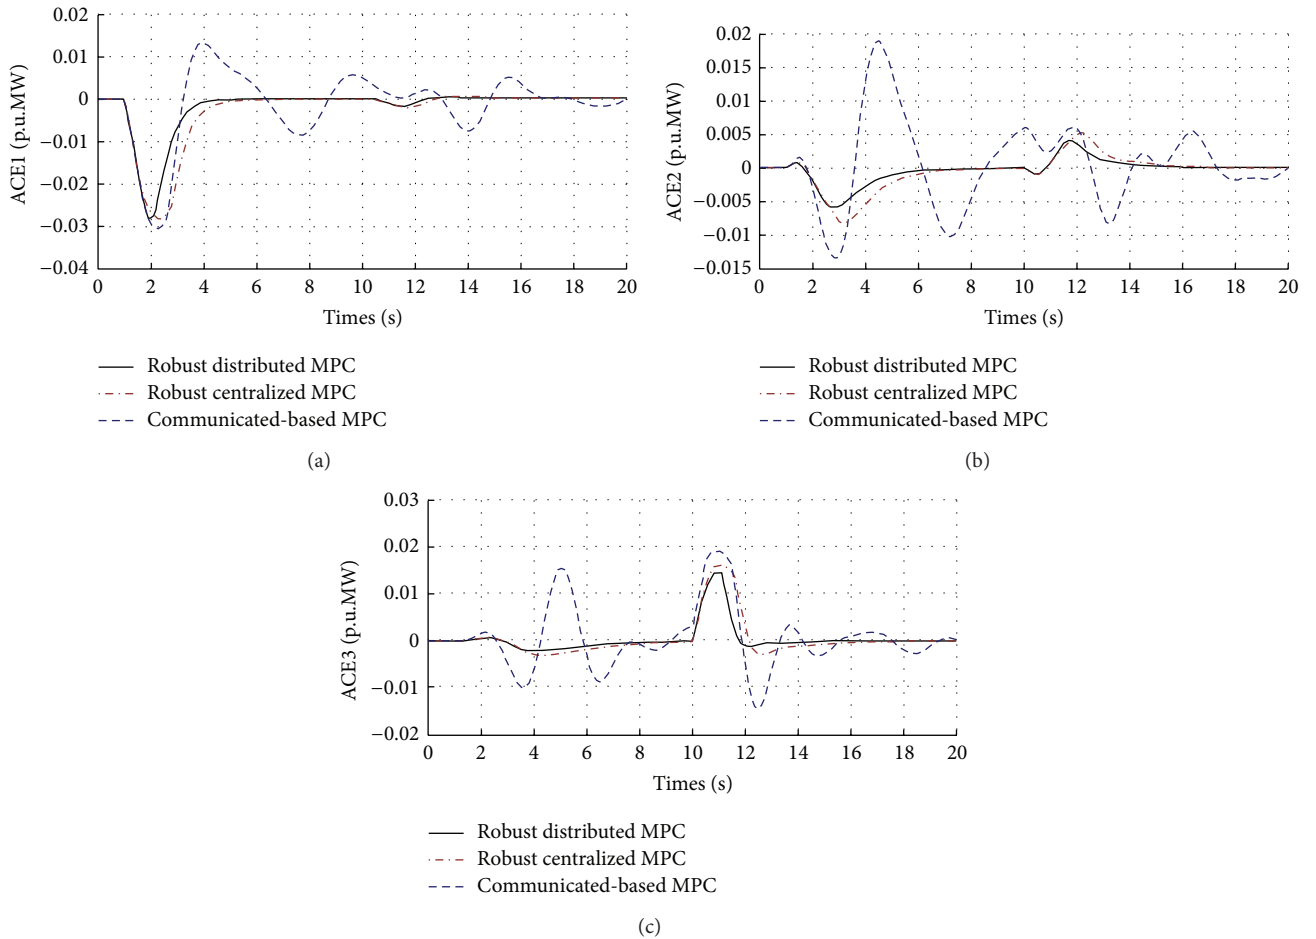 0.02
0.01
0
−0.01
−0.02
−0.03
−0.04
ACE1 (p.u.MW)
0 2 4 6 8 10 12 14 16 18 20
Times (s)
Robust distributed MPC
Robust centralized MPC
Communicated-based MPC
(a)
0.02
0.015
0.01
0.005
0
−0.005
−0.01
−0.015
ACE2 (p.u.MW)
0 2 4 6 8 10 12 14 16 18 20
Times (s)
Robust distributed MPC
Robust centralized MPC
Communicated-based MPC
(b)
0.03
0.02
0.01
0
−0.01
−0.02
ACE3 (p.u.MW)
0 2 4 6 8 10 12 14 16 18 20
Times (s)
Robust distributed MPC
Robust centralized MPC
Communicated-based MPC
(c)